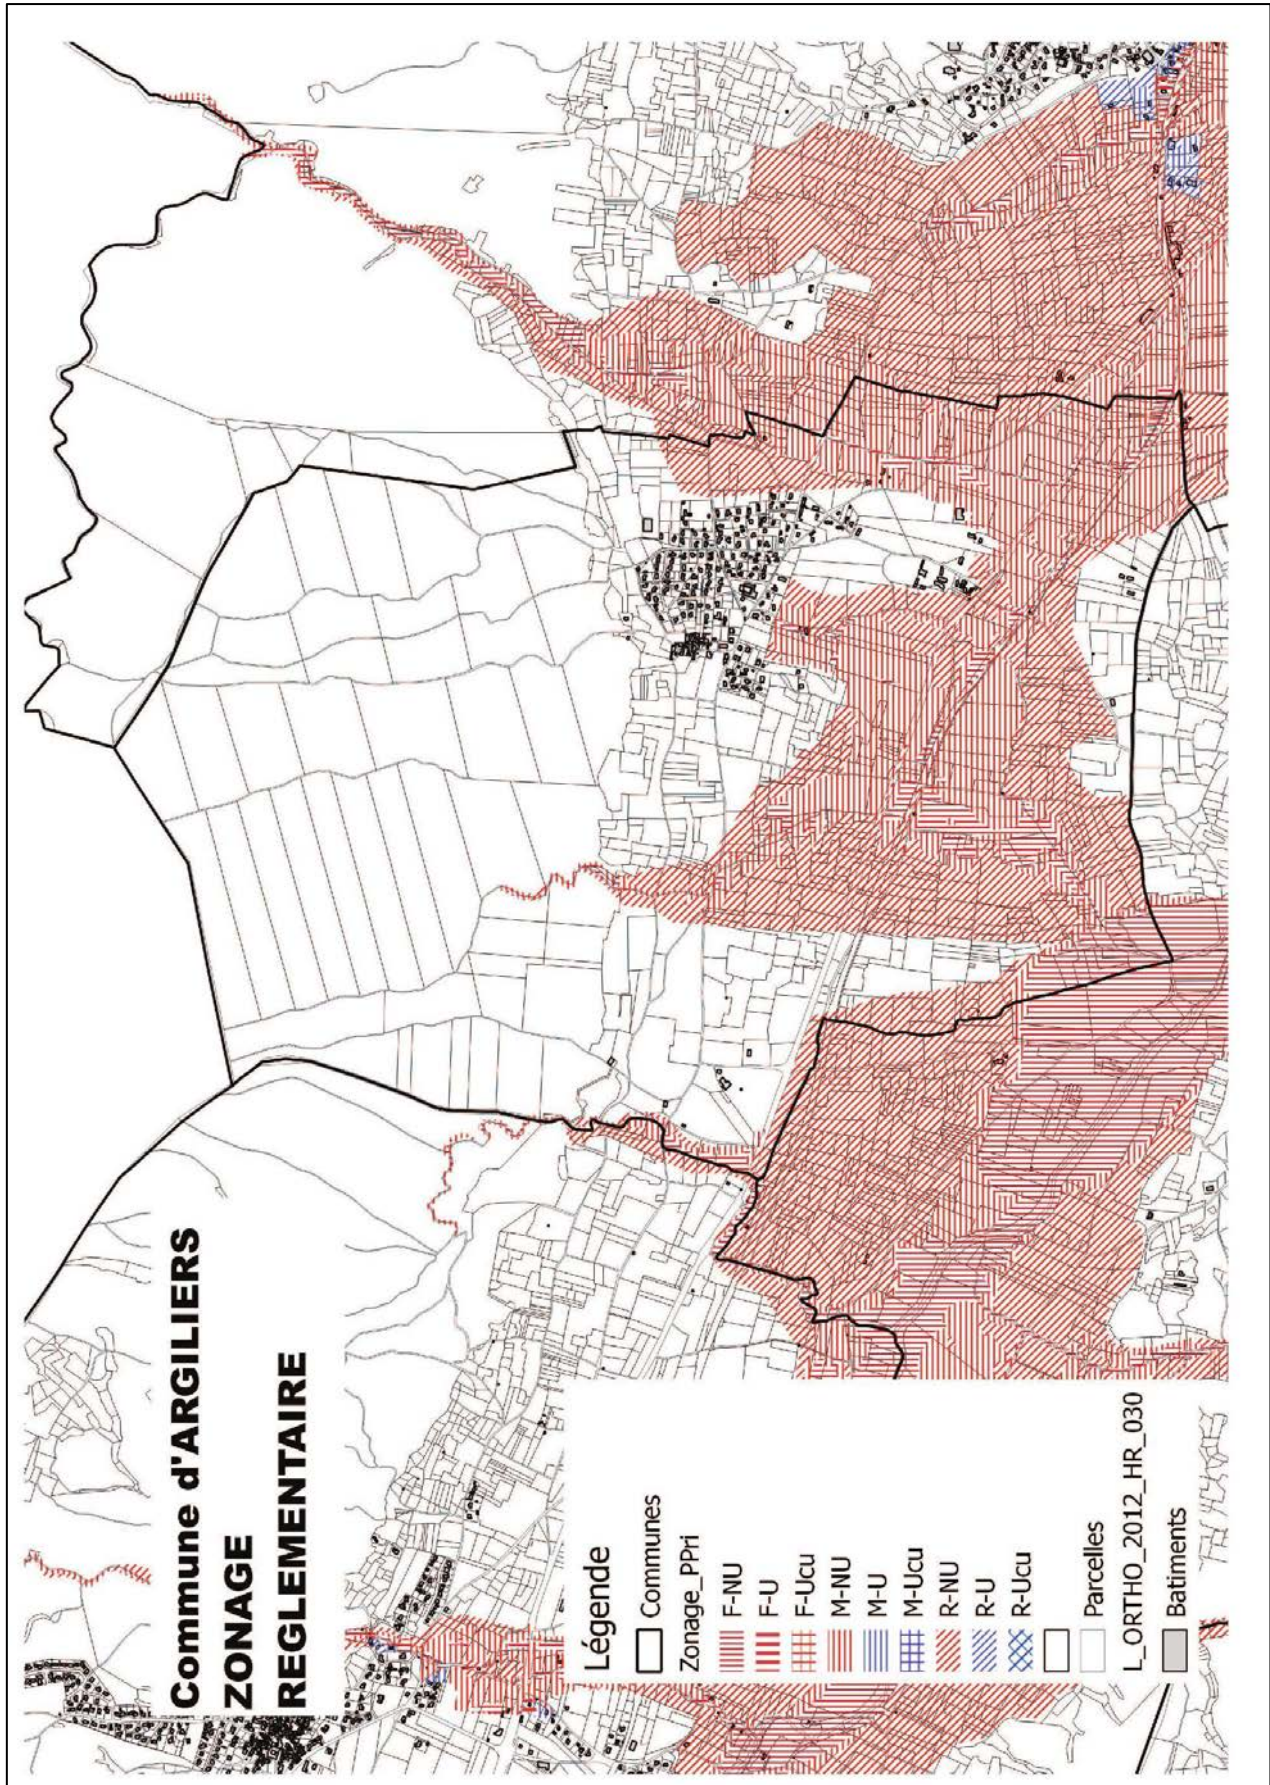 Commune d'ARGILIERS
ZONAGE
REGLEMENTAIRE
Légende
Communes
Zonage_PPri
F-NU
F-U
F-Ucu
M-NU
M-U
M-Ucu
R-NU
R-U
R-Ucu
Parcelles
L_ORTHO_2012_HR_030
Batiments